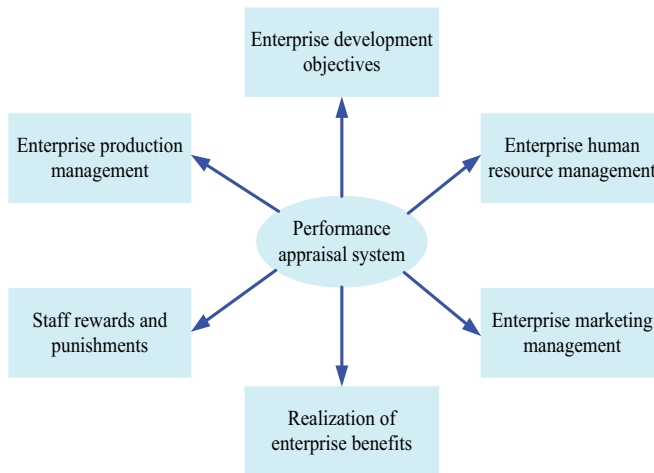 Enterprise development
objectives
Enterprise production
management
Enterprise human
resource management
Performance
appraisal system
Staff rewards and
punishments
Enterprise marketing
management
Realization of
enterprise benefits